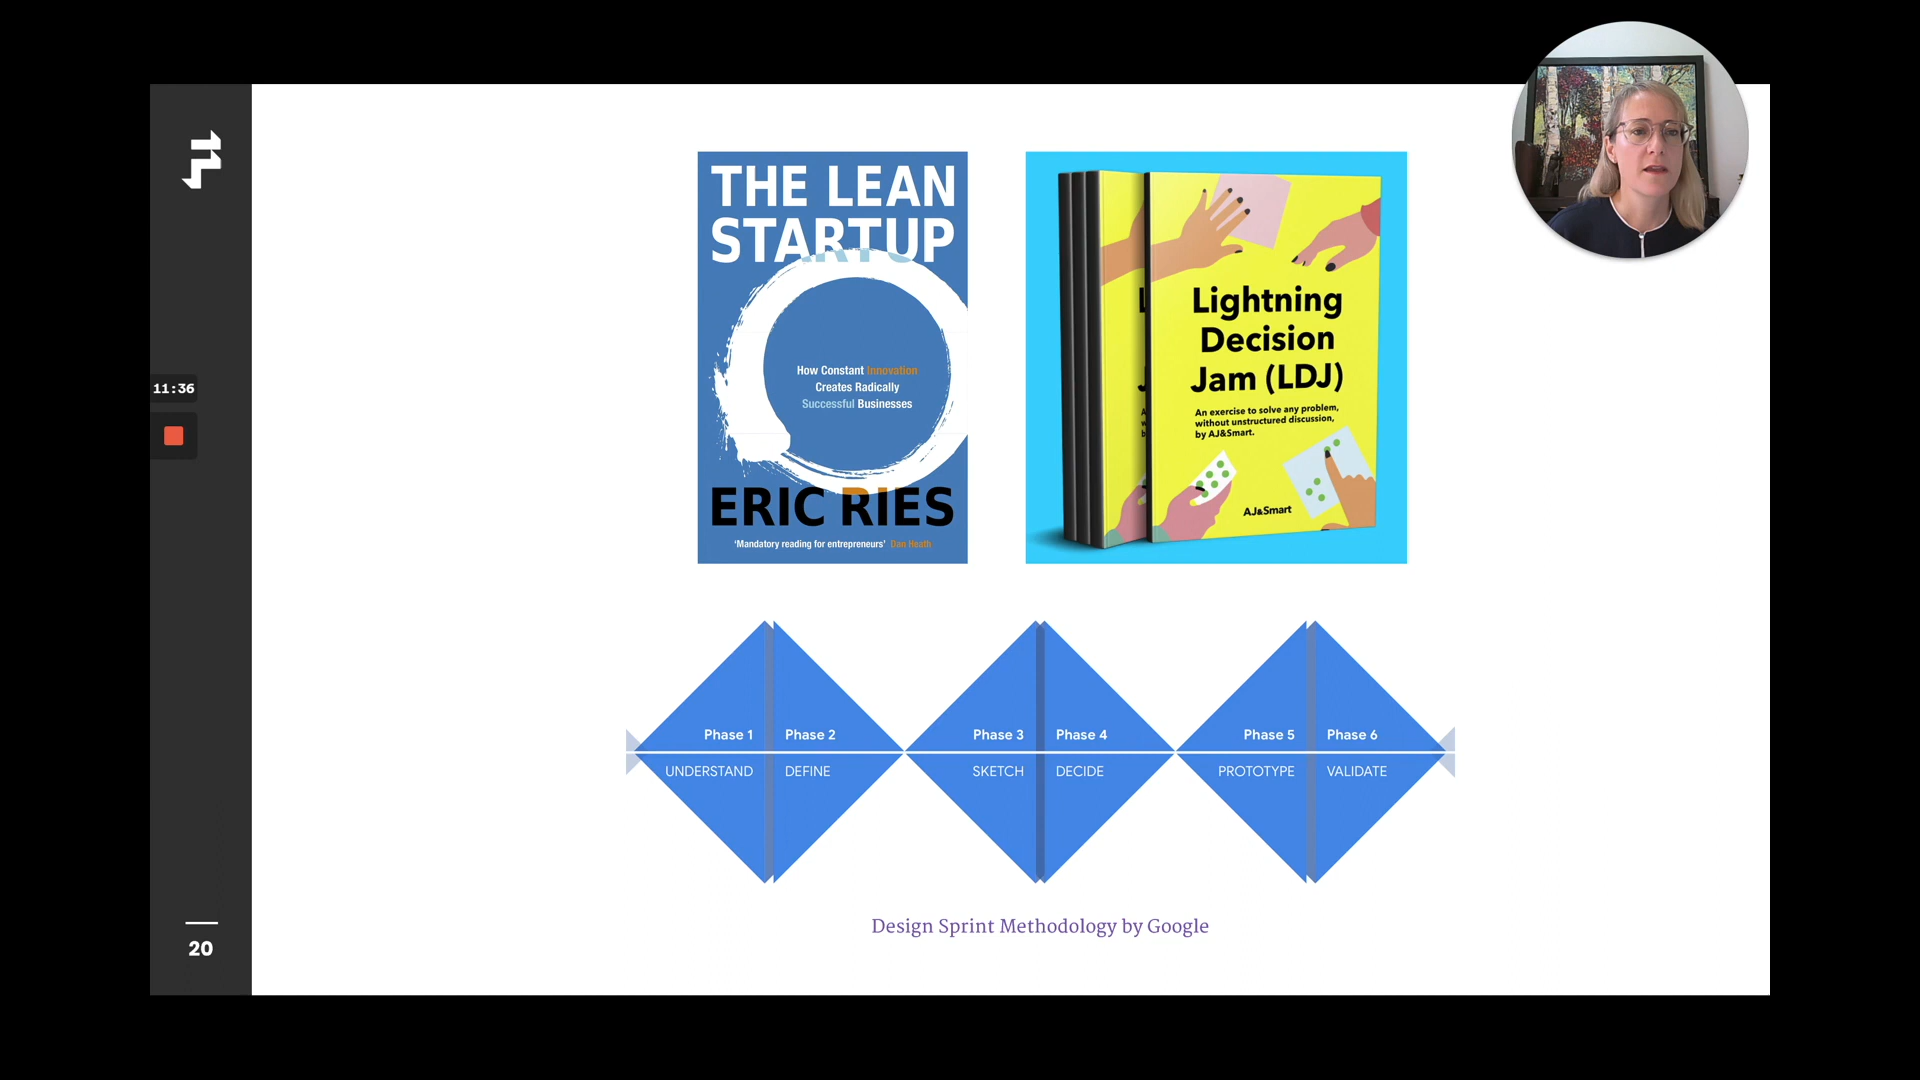 THE LEAN
STARTUP
How Constant Innovation
Creates Radically
Successful Businesses
ERIC RIES
‘Mandatory reading for entrepreneurs’ Dan Heath
Lightning
Decision
Jam (LDJ)
An exercise to solve any problem,
without unstructured discussion,
by AJ&Smart.
AJ&Smart
11:36
Phase 1
UNDERSTAND
Phase 2
DEFINE
Phase 3
SKETCH
Phase 4
DECIDE
Phase 5
PROTOTYPE
Phase 6
VALIDATE
Design Sprint Methodology by Google
20